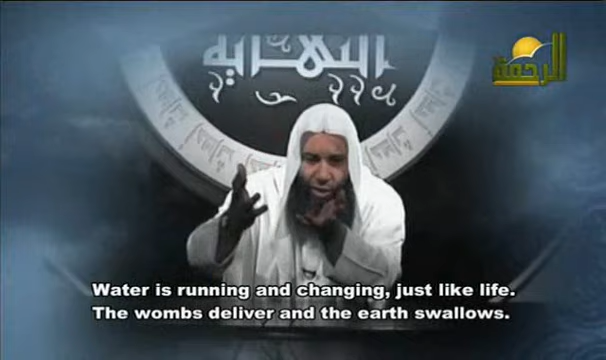 النهاية
الرحمة
Water is running and changing, just like life.
The wombs deliver and the earth swallows.